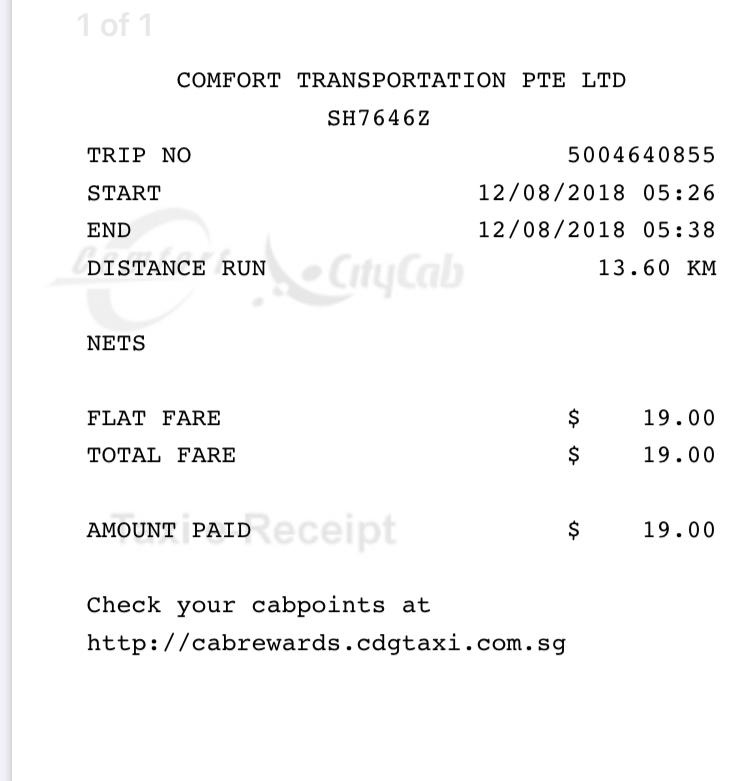 1 of 1
COMFORT TRANSPORTATION PTE LTD
SH7646Z
TRIP NO 5004640855
START 12/08/2018 05:26
END 12/08/2018 05:38
Comfort CityCab
DISTANCE RUN 13.60 KM
NETS
FLAT FARE $ 19.00
TOTAL FARE $ 19.00
Taxi e-Receipt
AMOUNT PAID $ 19.00
Check your cabpoints at
http://cabrewards.cdgtaxi.com.sg